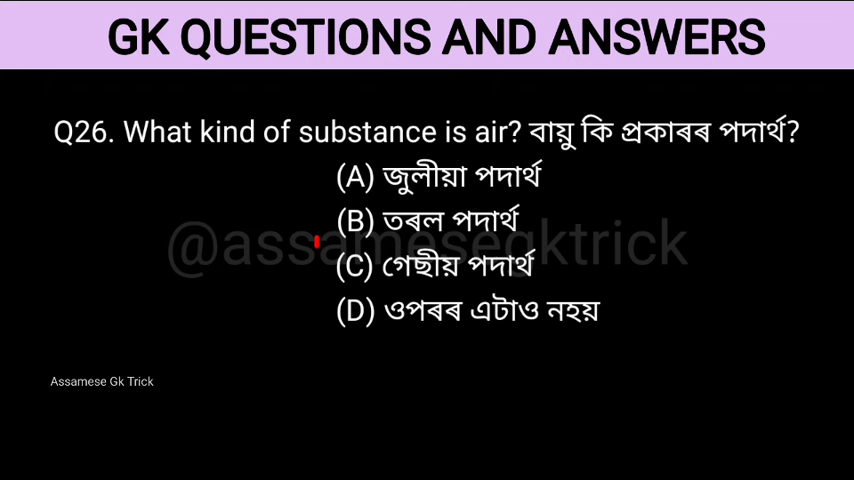 GK QUESTIONS AND ANSWERS
Q26. What kind of substance is air? বায়ু কি প্ৰকাৰৰ পদাৰ্থ?
(A) জুলীয়া পদাৰ্থ
(B) তৰল পদাৰ্থ
@assamesegktrick
(C) গেছীয় পদাৰ্থ
(D) ওপৰৰ এটাও নহয়
Assamese Gk Trick